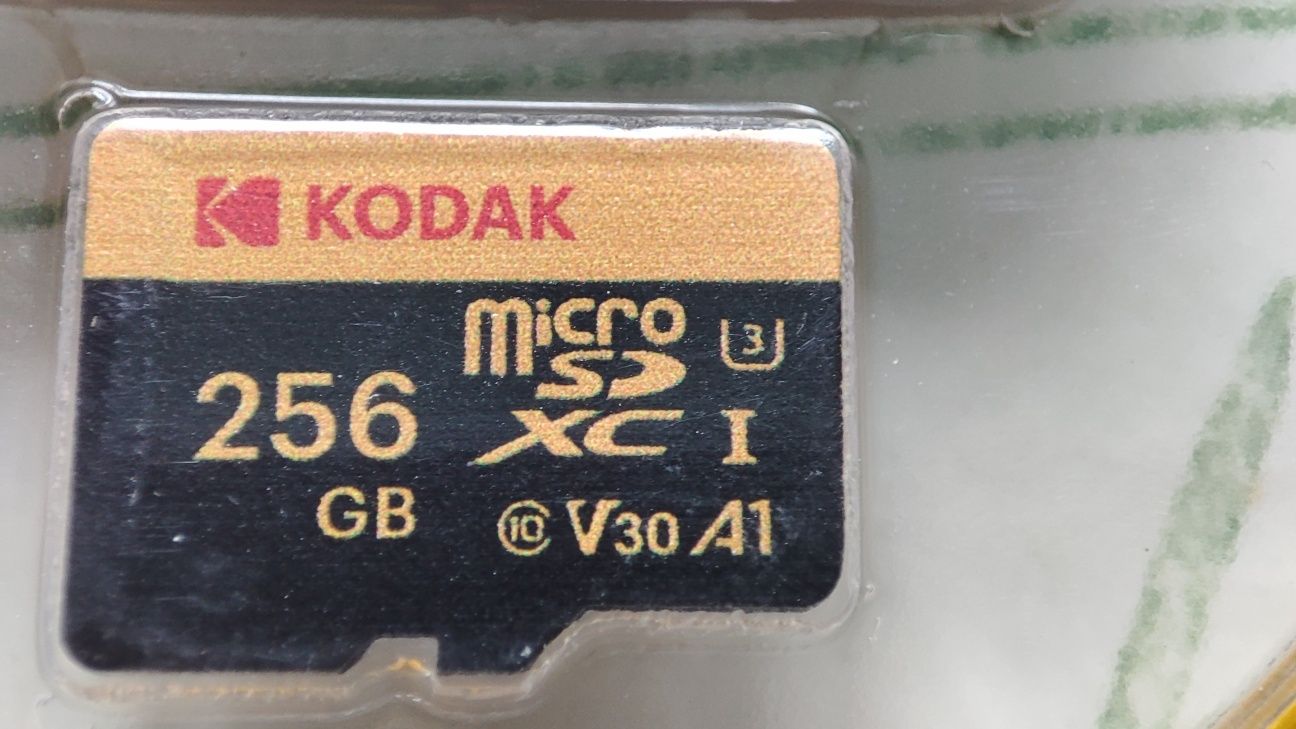 KODAK
micro
SD
XC I
3
256
GB
10 V30 A1